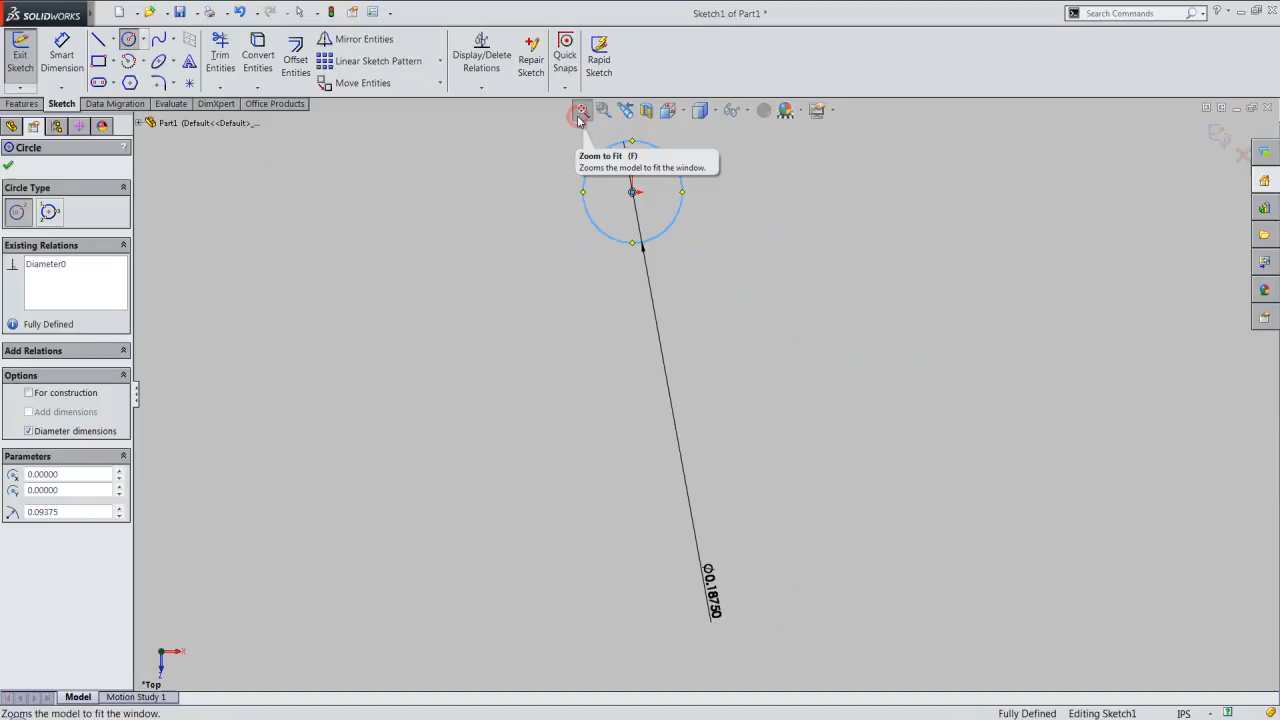 SOLIDWORKS
Sketch1 of Part1 *
Search Commands
Exit Sketch
Smart Dimension
Trim Entities
Convert Entities
Offset Entities
Mirror Entities
Linear Sketch Pattern
Move Entities
Display/Delete Relations
Repair Sketch
Quick Snaps
Rapid Sketch
Features
Sketch
Data Migration
Evaluate
DimXpert
Office Products
Part1 (Default<<Default>_...
Circle
Zoom to Fit (F)
Zooms the model to fit the window.
Circle Type
Existing Relations
Diameter0
Fully Defined
Add Relations
Options
For construction
Add dimensions
Diameter dimensions
Parameters
0.00000
0.00000
0.09375
∅0.18750
X
Z
*Top
Model
Motion Study 1
Zooms the model to fit the window.
Fully Defined
Editing Sketch1
IPS